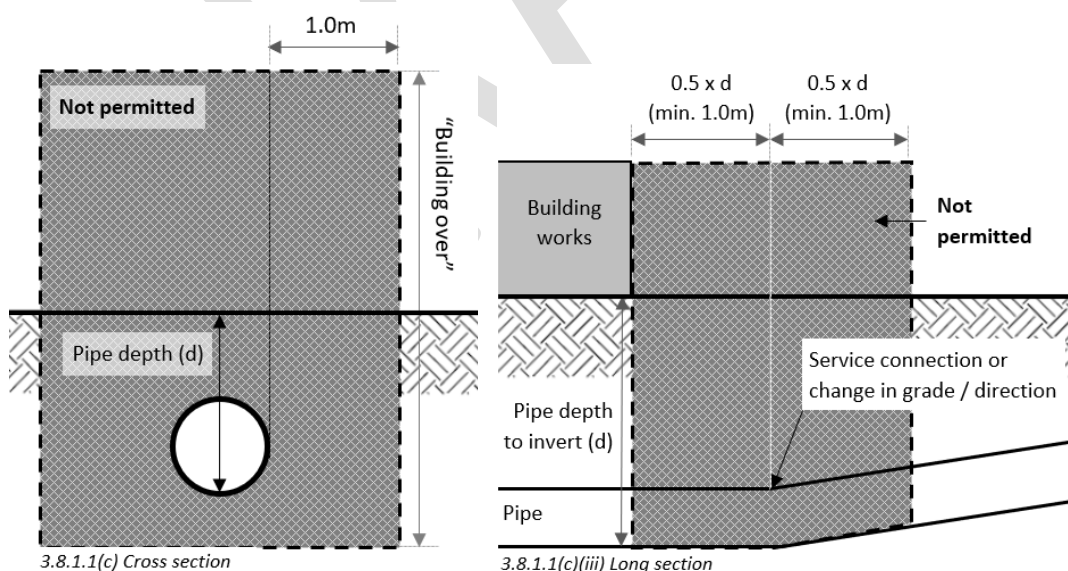 1.0m
Not permitted
“Building over”
Pipe depth (d)
3.8.1.1(c) Cross section
0.5 x d
(min. 1.0m)
0.5 x d
(min. 1.0m)
Building
works
Not
permitted
Service connection or
change in grade / direction
Pipe depth
to invert (d)
Pipe
3.8.1.1(c)(iii) Long section